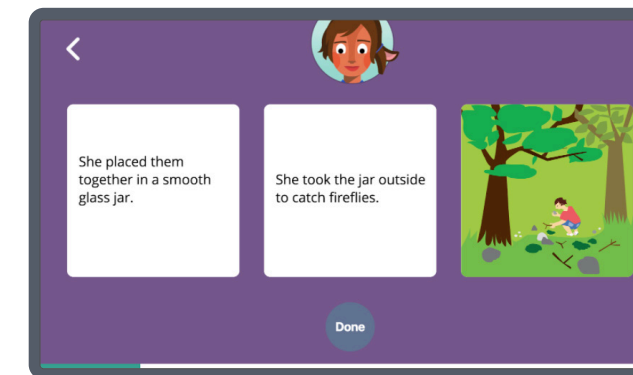 She placed them
together in a smooth
glass jar.
She took the jar outside
to catch fireflies.
Done